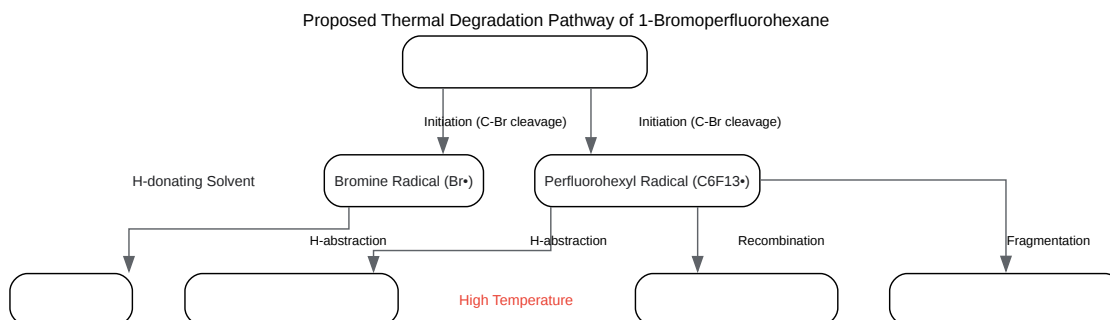 Proposed Thermal Degradation Pathway of 1-Bromoperfluorohexane
Initiation (C-Br cleavage)
Initiation (C-Br cleavage)
H-donating Solvent
Bromine Radical (Br•)
Perfluorohexyl Radical (C6F13•)
H-abstraction
H-abstraction
Recombination
Fragmentation
High Temperature